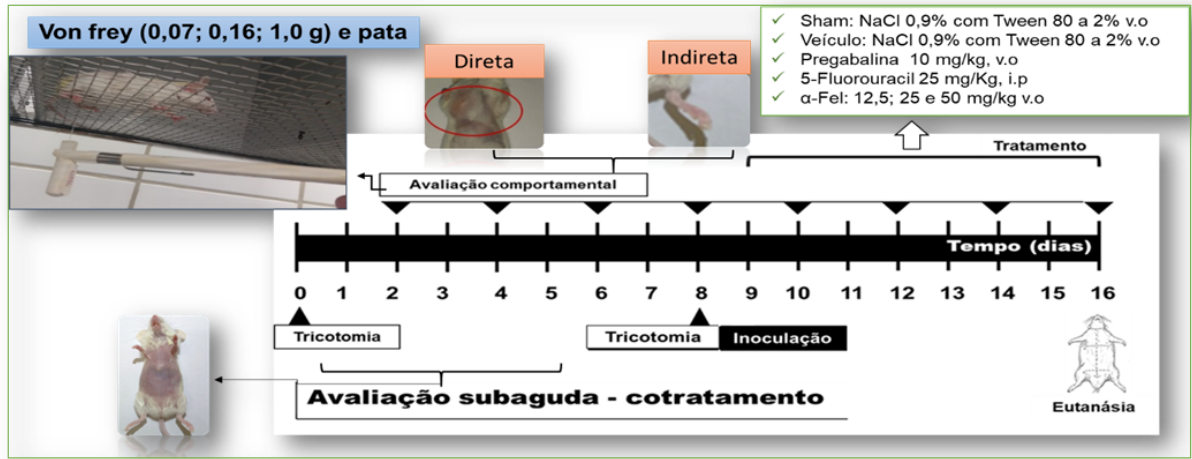 Von frey (0,07; 0,16; 1,0 g) e pata
Direta
Indireta
✓ Sham: NaCl 0,9% com Tween 80 a 2% v.o
✓ Veículo: NaCl 0,9% com Tween 80 a 2% v.o
✓ Pregabalina 10 mg/kg, v.o
✓ 5-Fluorouracil 25 mg/Kg, i.p
✓ α-Fel: 12,5; 25 e 50 mg/kg v.o
Tratamento
Avaliação comportamental
Tempo (dias)
0 1 2 3 4 5 6 7 8 9 10 11 12 13 14 15 16
Tricotomia
Tricotomia
Inoculação
Avaliação subaguda - cotratamento
Eutanásia